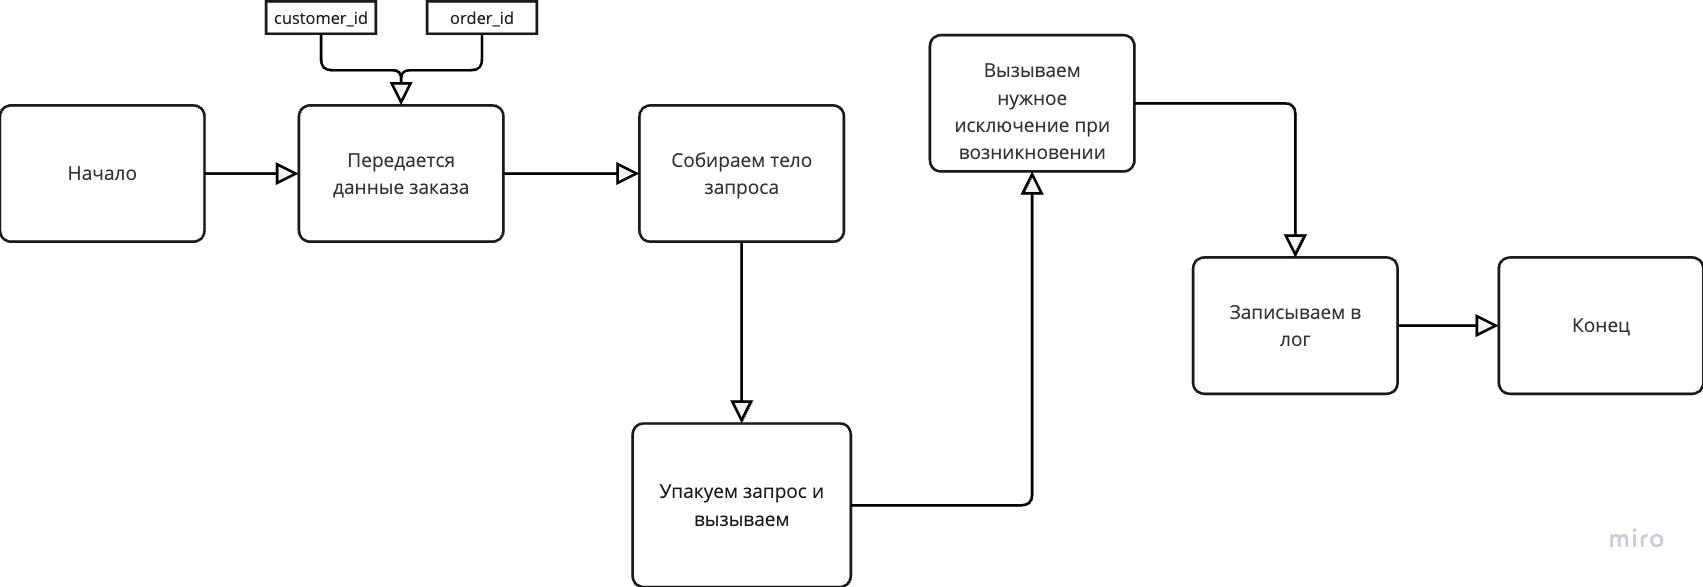 customer_id
order_id
Начало
Передается
данные заказа
Собираем тело
запроса
Упакуем запрос и
вызываем
Вызываем
нужное
исключение при
возникновении
Записываем в
лог
Конец
miro